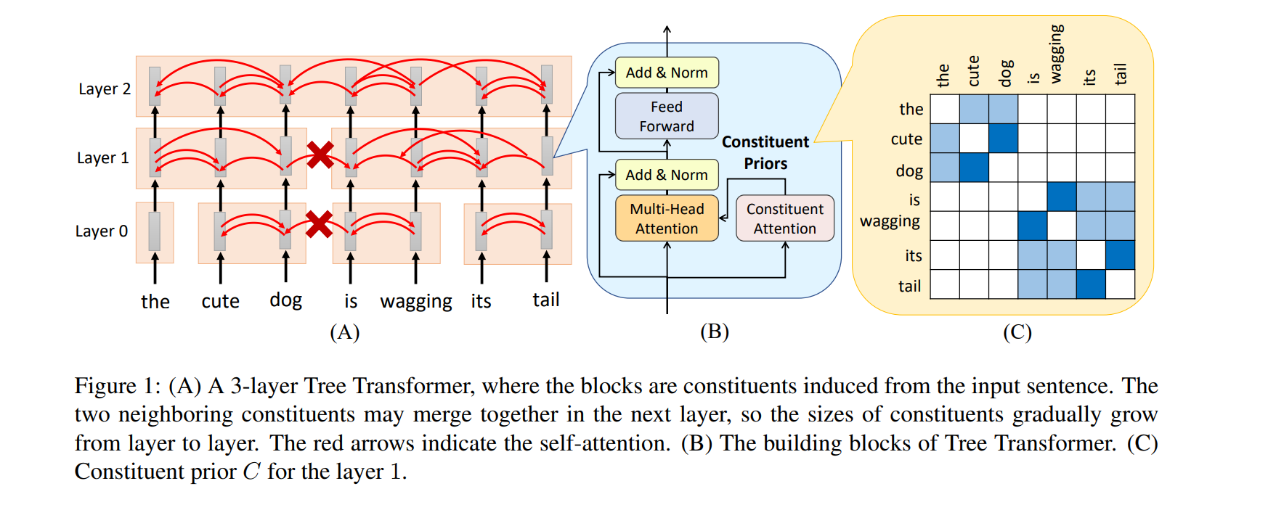 Layer 2
Layer 1
Layer 0
the cute dog is wagging its tail
(A)
Add & Norm
Feed
Forward
Constituent
Priors
Add & Norm
Multi-Head
Attention
Constituent
Attention
(B)
the cute dog is wagging its tail
the
cute
dog
is
wagging
its
tail
(C)
Figure 1: (A) A 3-layer Tree Transformer, where the blocks are constituents induced from the input sentence. The
two neighboring constituents may merge together in the next layer, so the sizes of constituents gradually grow
from layer to layer. The red arrows indicate the self-attention. (B) The building blocks of Tree Transformer. (C)
Constituent prior C for the layer 1.